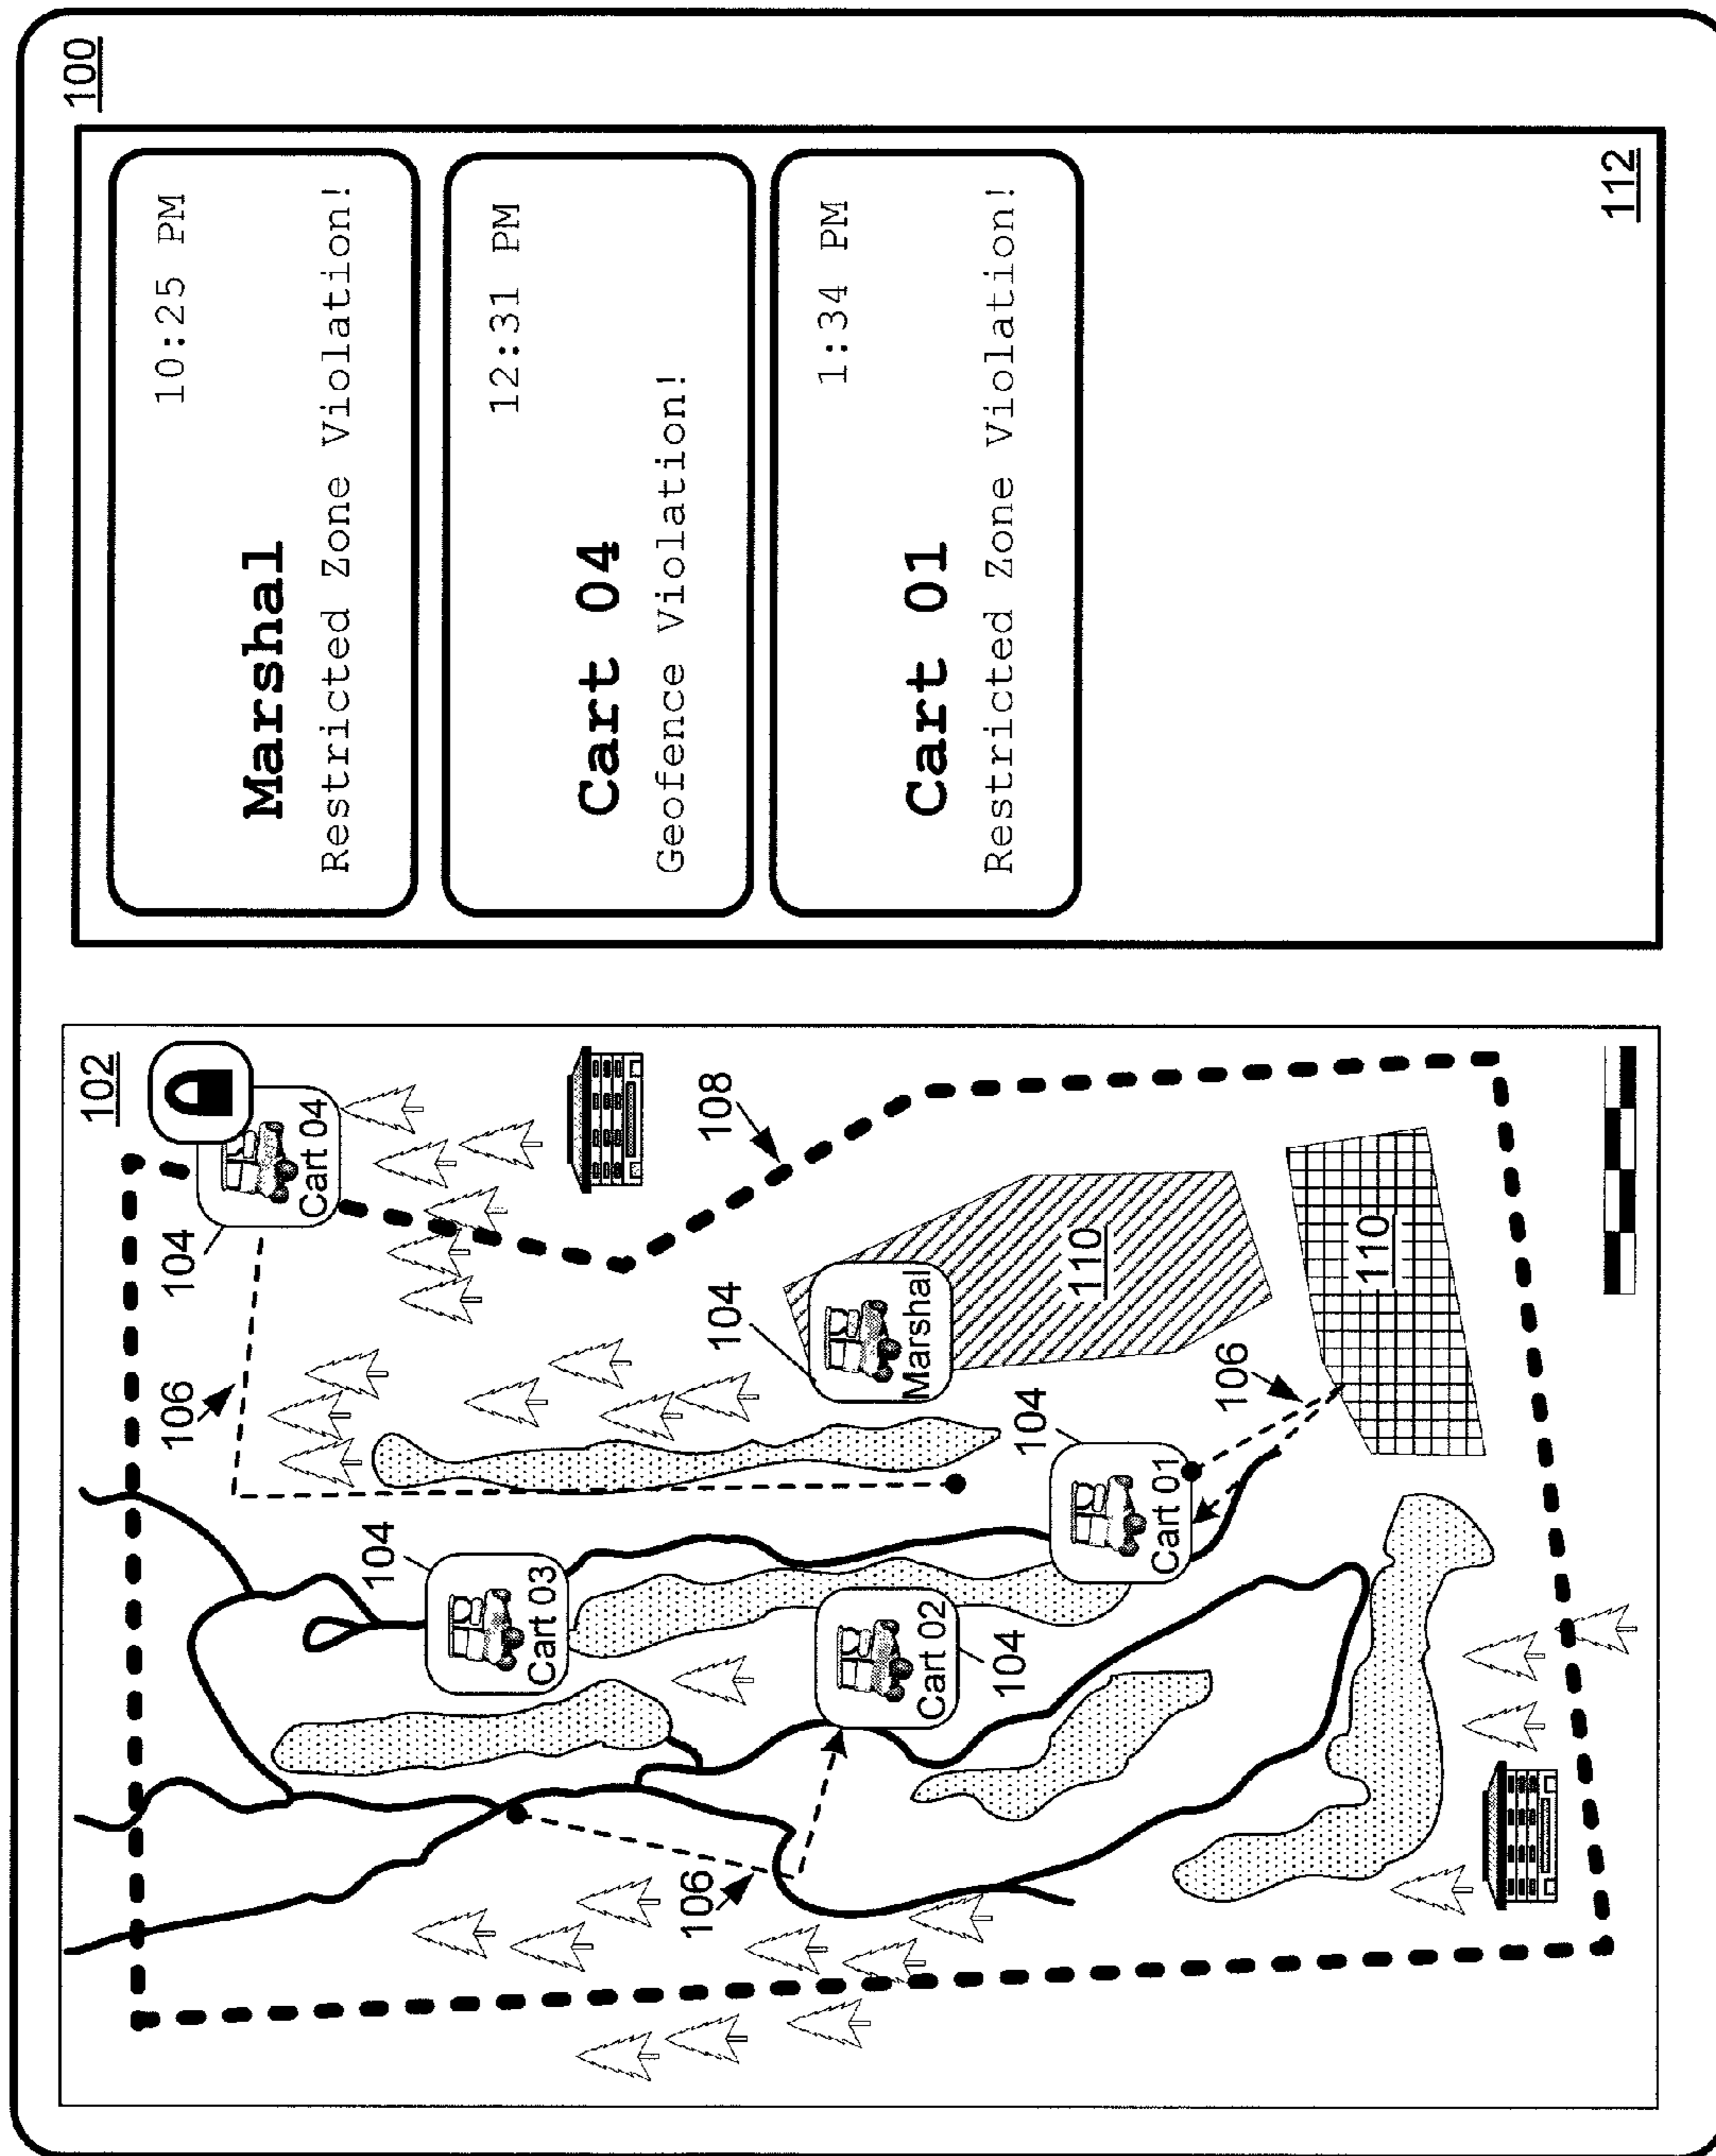 100
102
104
Cart 04
106
104
Cart 03
108
104
Marshal
106
Cart 02
104
110
104
Cart 01
106
110
Marshal
10:25 PM
Restricted Zone Violation!
Cart 04
12:31 PM
Geofence Violation!
Cart 01
1:34 PM
Restricted Zone Violation!
112